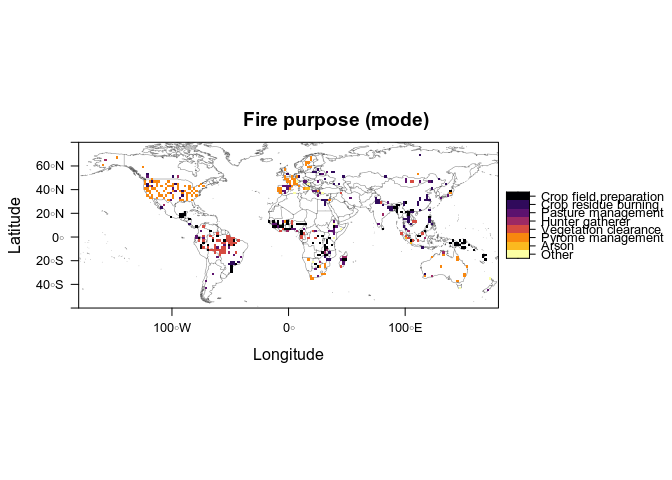 Fire purpose (mode)
60°N
40°N
20°N
0°
20°S
40°S
Latitude
100°W
0°
100°E
Longitude
Crop field preparation
Crop residue burning
Pasture management
Hunter gatherer
Vegetation clearance
Pyrome management
Arson
Other